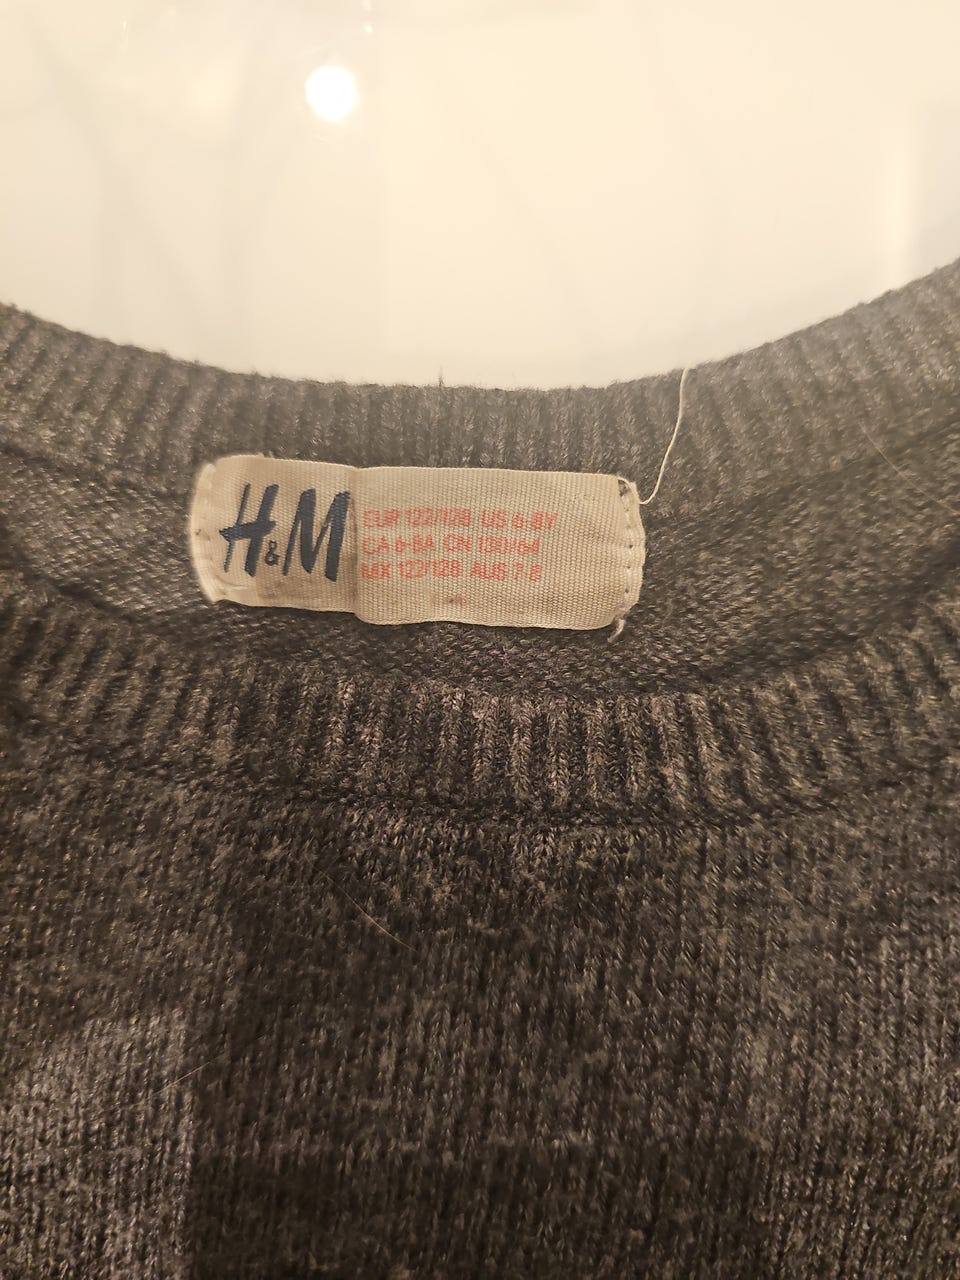 H&M
EUR 122/128 US 6-8Y
CA 6-8A CN 130/64
MX 122/128 AUS 7-8